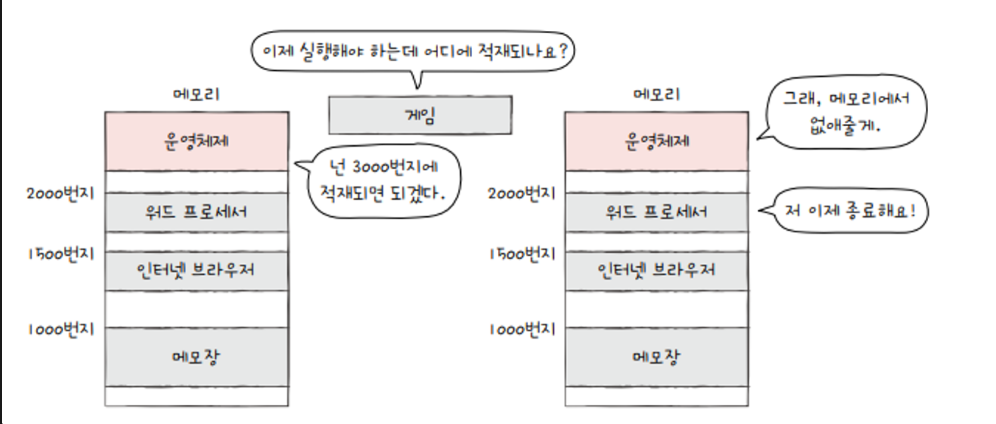 이제 실행해야 하는데 어디에 적재되나요?
메모리
게임
운영체제
넌 3000번지에
적재되면 되겠다.
2000번지
워드 프로세서
1500번지
인터넷 브라우저
1000번지
메모장
메모리
그래, 메모리에서
없애줄게.
운영체제
2000번지
워드 프로세서
저 이제 종료해요!
1500번지
인터넷 브라우저
1000번지
메모장